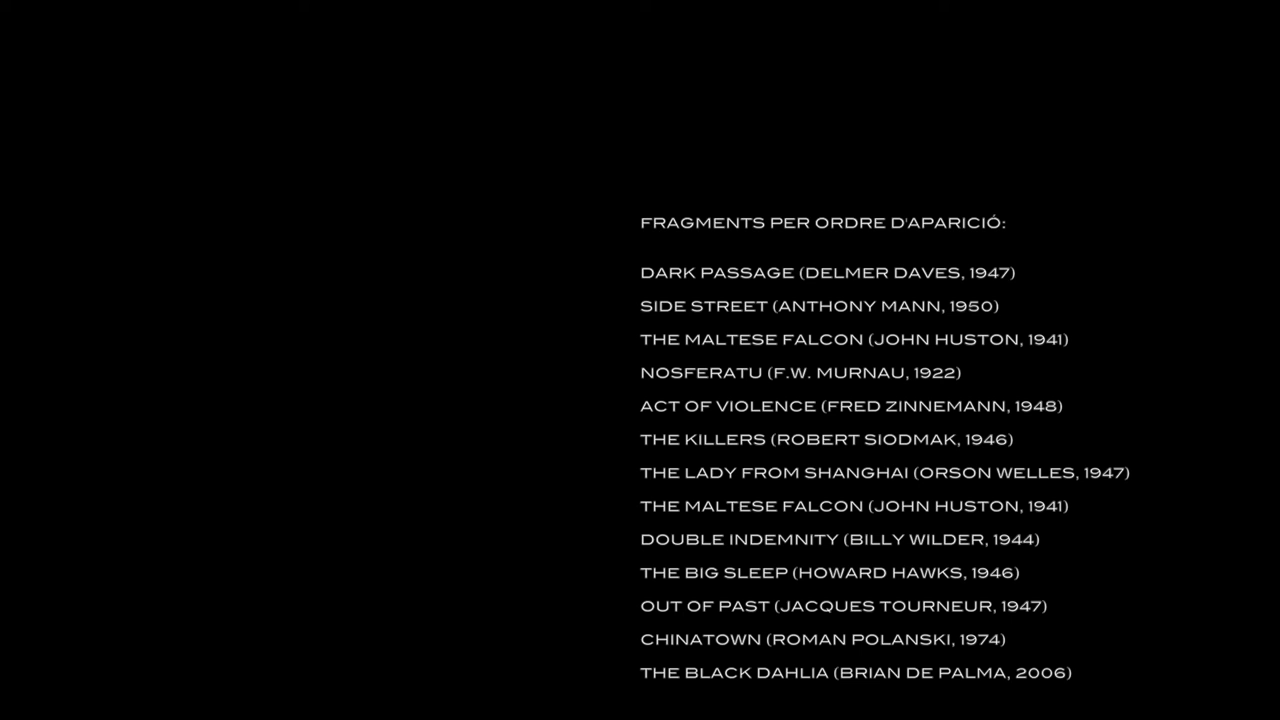 FRAGMENTS PER ORDRE D'APARICIÓ:
DARK PASSAGE (DELMER DAVES, 1947)
SIDE STREET (ANTHONY MANN, 1950)
THE MALTESE FALCON (JOHN HUSTON, 1941)
NOSFERATU (F.W. MURNAU, 1922)
ACT OF VIOLENCE (FRED ZINNEMANN, 1948)
THE KILLERS (ROBERT SIODMAK, 1946)
THE LADY FROM SHANGHAI (ORSON WELLES, 1947)
THE MALTESE FALCON (JOHN HUSTON, 1941)
DOUBLE INDEMNITY (BILLY WILDER, 1944)
THE BIG SLEEP (HOWARD HAWKS, 1946)
OUT OF PAST (JACQUES TOURNEUR, 1947)
CHINATOWN (ROMAN POLANSKI, 1974)
THE BLACK DAHLIA (BRIAN DE PALMA, 2006)